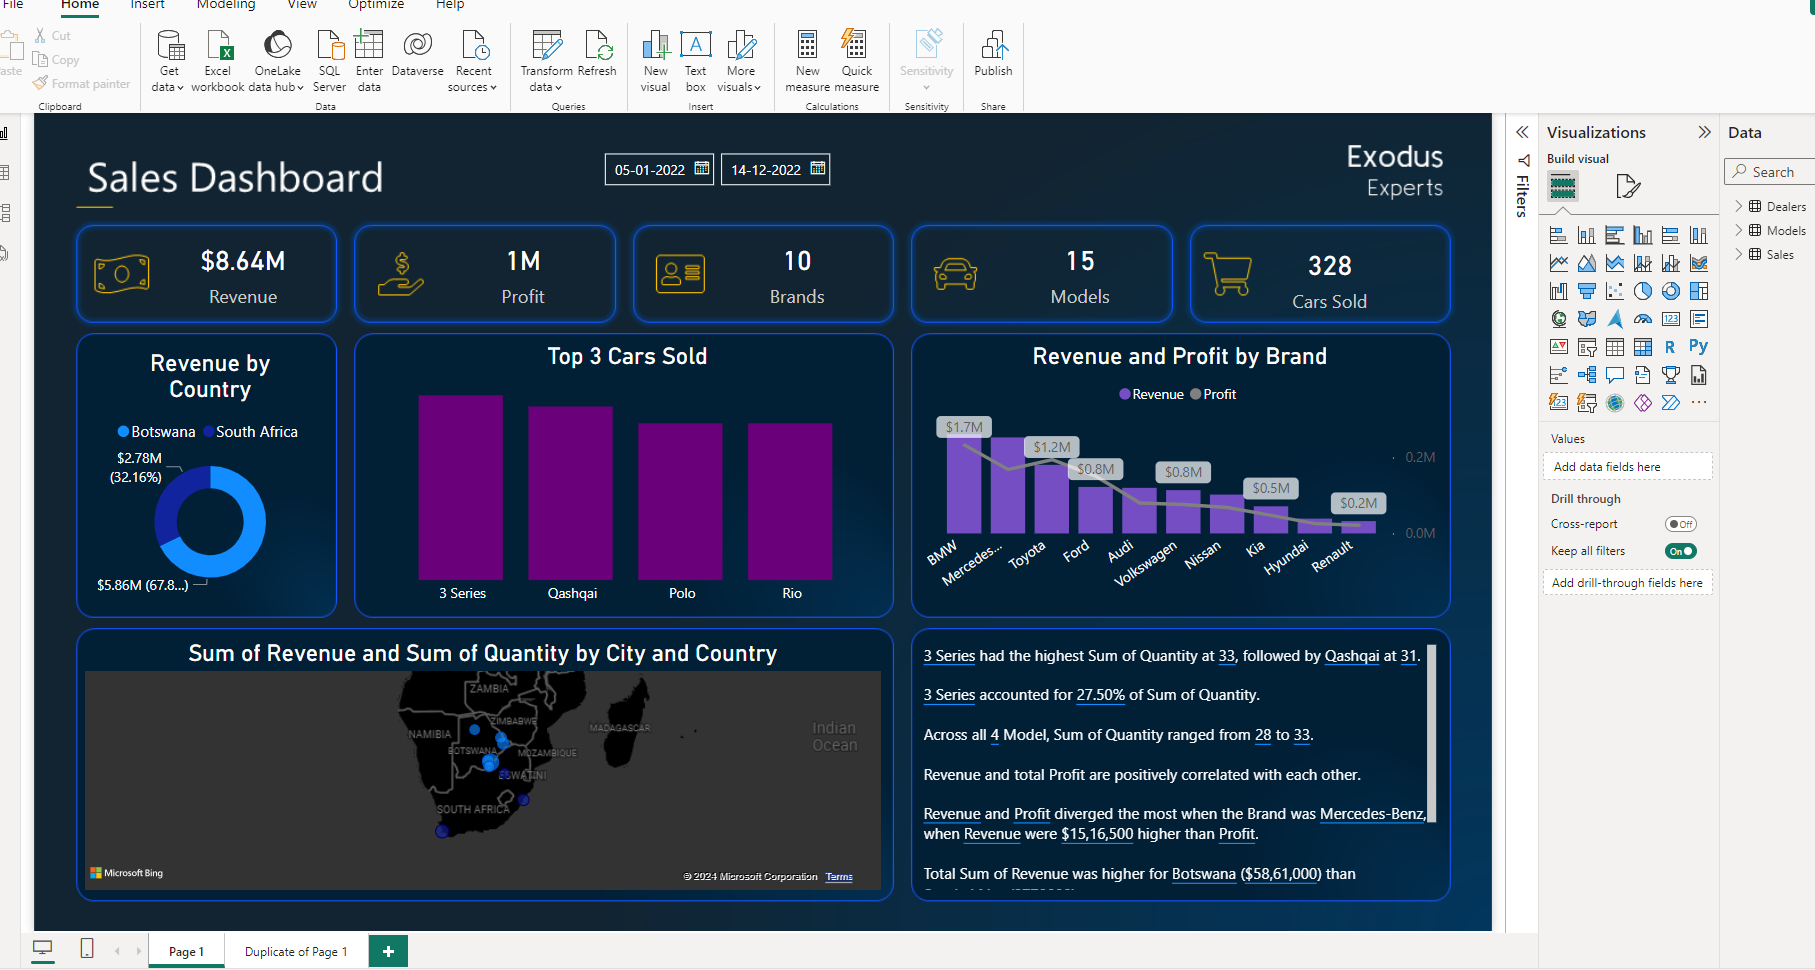 File Home Insert Modeling View Optimize Help
Cut
Copy
Format painter
Clipboard
Get data
Excel workbook
OneLake data hub
SQL Server
Enter data
Dataverse
Recent sources
Data
Transform data
Refresh
Queries
New visual
A
Text box
More visuals
Insert
New measure
Quick measure
Calculations
Sensitivity
Sensitivity
Publish
Share
Sales Dashboard
05-01-2022 14-12-2022
Exodus
Experts
$8.64M
Revenue
1M
Profit
10
Brands
15
Models
328
Cars Sold
Revenue by
Country
Botswana South Africa
$2.78M
(32.16%)
$5.86M (67.8...)
Top 3 Cars Sold
3 Series Qashqai Polo Rio
Revenue and Profit by Brand
Revenue Profit
$1.7M
$1.2M
$0.8M
$0.8M
$0.5M
$0.2M
0.2M
0.0M
BMW Mercedes... Toyota Ford Audi Volkswagen Nissan Kia Hyundai Renault
Sum of Revenue and Sum of Quantity by City and Country
ZAMBIA
ZIMBABWE
NAMIBIA
BOTSWANA
MOZAMBIQUE
MADAGASCAR
ESWATINI
SOUTH AFRICA
Indian
Ocean
Microsoft Bing
© 2024 Microsoft Corporation Terms
3 Series had the highest Sum of Quantity at 33, followed by Qashqai at 31.
3 Series accounted for 27.50% of Sum of Quantity.
Across all 4 Model, Sum of Quantity ranged from 28 to 33.
Revenue and total Profit are positively correlated with each other.
Revenue and Profit diverged the most when the Brand was Mercedes-Benz,
when Revenue were $15,16,500 higher than Profit.
Total Sum of Revenue was higher for Botswana ($58,61,000) than
Filters
Visualizations
Build visual
123
R
Py
123
Values
Add data fields here
Drill through
Cross-report Off
Keep all filters On
Add drill-through fields here
Data
Search
Dealers
Models
Sales
Page 1
Duplicate of Page 1